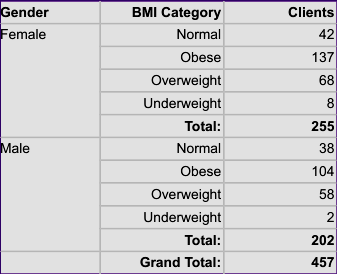 Gender BMI Category Clients
Female Normal 42
Obese 137
Overweight 68
Underweight 8
Total: 255
Male Normal 38
Obese 104
Overweight 58
Underweight 2
Total: 202
Grand Total: 457